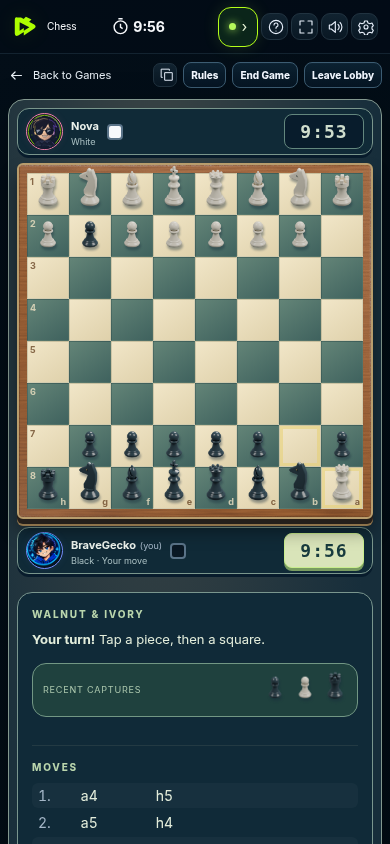 Chess
9:56
Back to Games
Rules
End Game
Leave Lobby
Nova
White
9:53
1
2
3
4
5
6
7
8
h g f e d c b a
BraveGecko (you)
Black · Your move
9:56
WALNUT & IVORY
Your turn! Tap a piece, then a square.
RECENT CAPTURES
MOVES
1. a4 h5
2. a5 h4